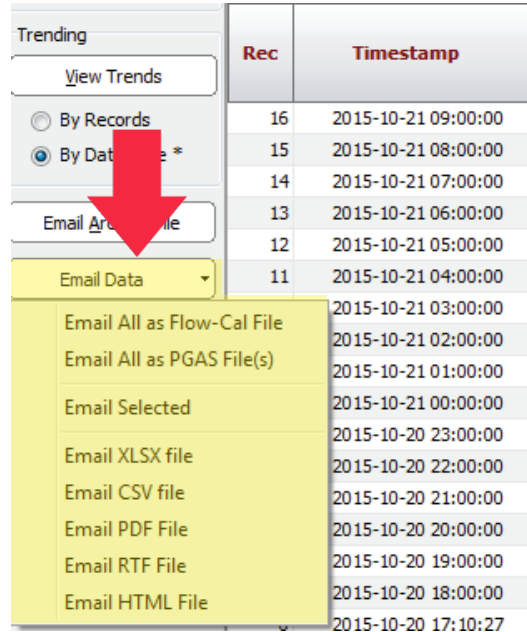 Trending
View Trends
By Records
By Dat e *
Email Ar le
Email Data
Email All as Flow-Cal File
Email All as PGAS File(s)
Email Selected
Email XLSX file
Email CSV file
Email PDF File
Email RTF File
Email HTML File
Rec Timestamp
16 2015-10-21 09:00:00
15 2015-10-21 08:00:00
14 2015-10-21 07:00:00
13 2015-10-21 06:00:00
12 2015-10-21 05:00:00
11 2015-10-21 04:00:00
2015-10-21 03:00:00
2015-10-21 02:00:00
2015-10-21 01:00:00
2015-10-21 00:00:00
2015-10-20 23:00:00
2015-10-20 22:00:00
2015-10-20 21:00:00
2015-10-20 20:00:00
2015-10-20 19:00:00
2015-10-20 18:00:00
2015-10-20 17:10:27